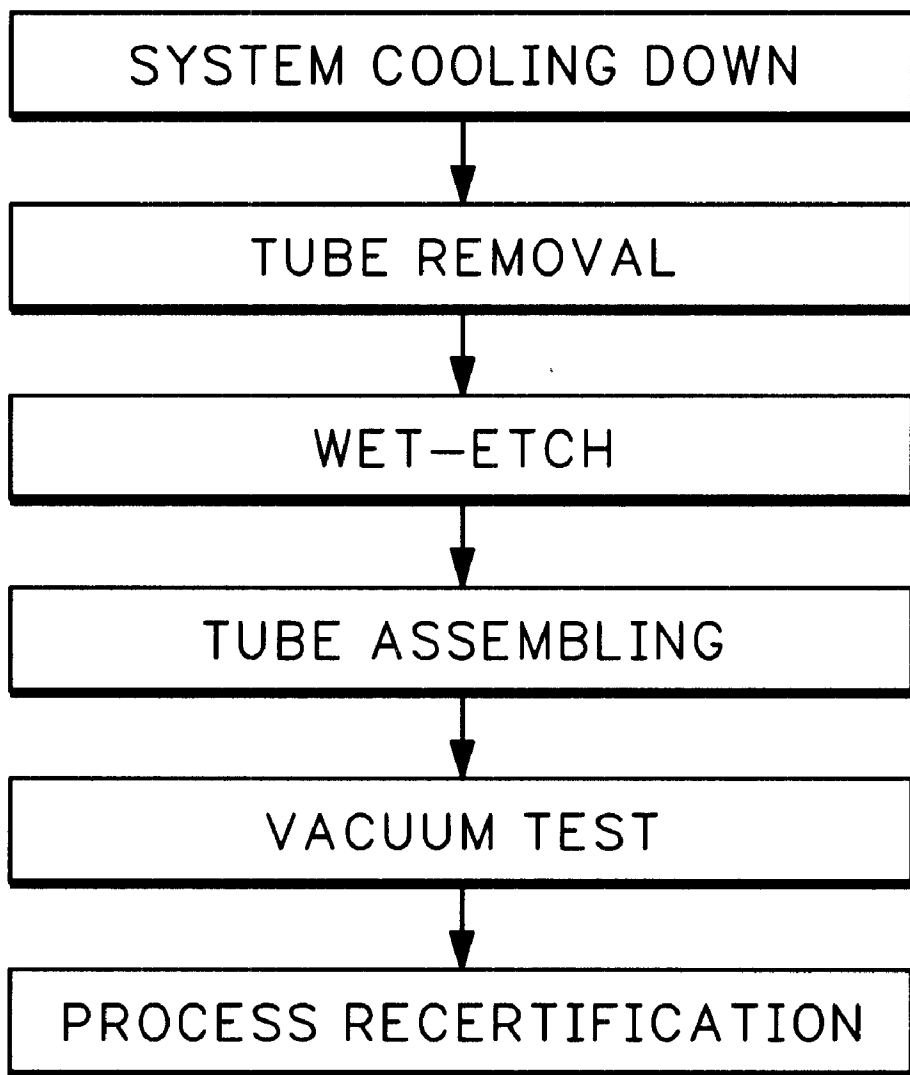 SYSTEM COOLING DOWN
TUBE REMOVAL
WET-ETCH
TUBE ASSEMBLING
VACUUM TEST
PROCESS RECERTIFICATION